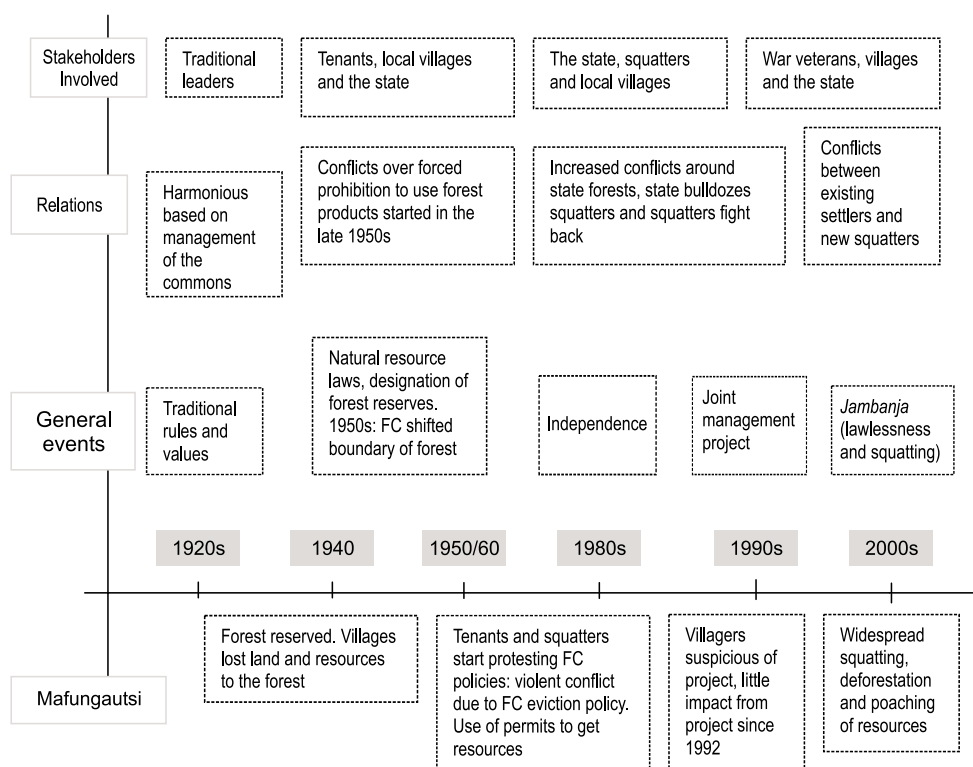 Stakeholders
Involved
Traditional
leaders
Tenants, local villages
and the state
The state, squatters
and local villages
War veterans, villages
and the state
Relations
Harmonious
based on
management
of the
commons
Conflicts over forced
prohibition to use forest
products started in the
late 1950s
Increased conflicts around
state forests, state bulldozes
squatters and squatters fight
back
Conflicts
between
existing
settlers and
new squatters
General
events
Traditional
rules and
values
Natural resource
laws, designation of
forest reserves.
1950s: FC shifted
boundary of forest
Independence
Joint
management
project
Jambanja
(lawlessness
and squatting)
1920s
1940
1950/60
1980s
1990s
2000s
Mafungautsi
Forest reserved. Villages
lost land and resources
to the forest
Tenants and squatters
start protesting FC
policies: violent conflict
due to FC eviction policy.
Use of permits to get
resources
Villagers
suspicious of
project, little
impact from
project since
1992
Widespread
squatting,
deforestation
and poaching
of resources